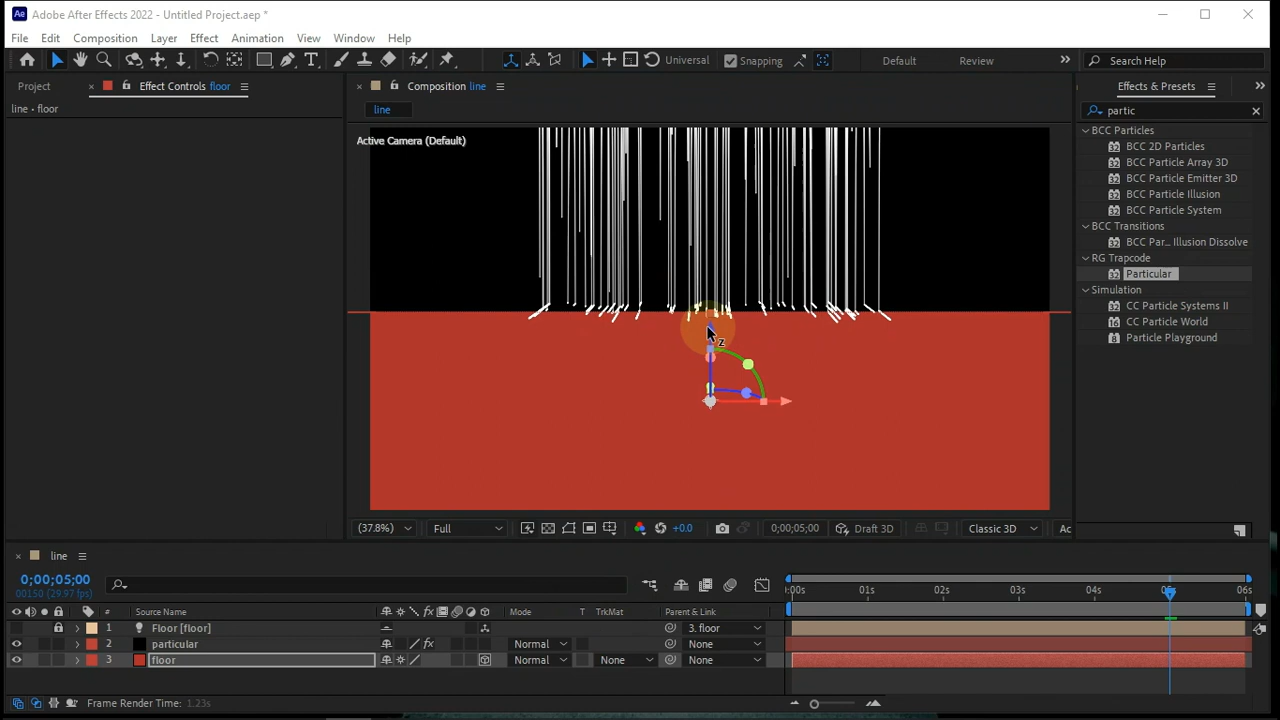 Adobe After Effects 2022 - Untitled Project.aep *
File Edit Composition Layer Effect Animation View Window Help
Universal Snapping Default Review Search Help
Project Effect Controls floor Composition line Effects & Presets
line • floor
line
partic
Active Camera (Default)
BCC Particles
BCC 2D Particles
BCC Particle Array 3D
BCC Particle Emitter 3D
BCC Particle Illusion
BCC Particle System
BCC Transitions
BCC Par... Illusion Dissolve
RG Trapcode
Particular
Simulation
CC Particle Systems II
CC Particle World
Particle Playground
z
(37.8%) Full +0.0 0;00;05;00 Draft 3D Classic 3D Ac
line
0;00;05;00
00150 (29.97 fps)
:00s 01s 02s 03s 04s 05s 06s
# Source Name Mode T TrkMat Parent & Link
1 Floor [floor] 3. floor
2 particular Normal None
3 floor Normal None None
Frame Render Time: 1.23s